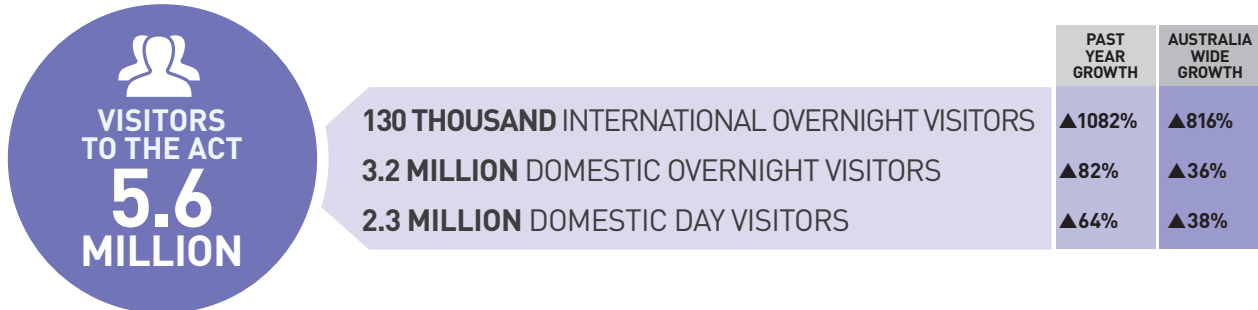 VISITORS
TO THE ACT
5.6
MILLION
PAST
YEAR
GROWTH
AUSTRALIA
WIDE
GROWTH
130 THOUSAND INTERNATIONAL OVERNIGHT VISITORS ▲1082% ▲816%
3.2 MILLION DOMESTIC OVERNIGHT VISITORS ▲82% ▲36%
2.3 MILLION DOMESTIC DAY VISITORS ▲64% ▲38%